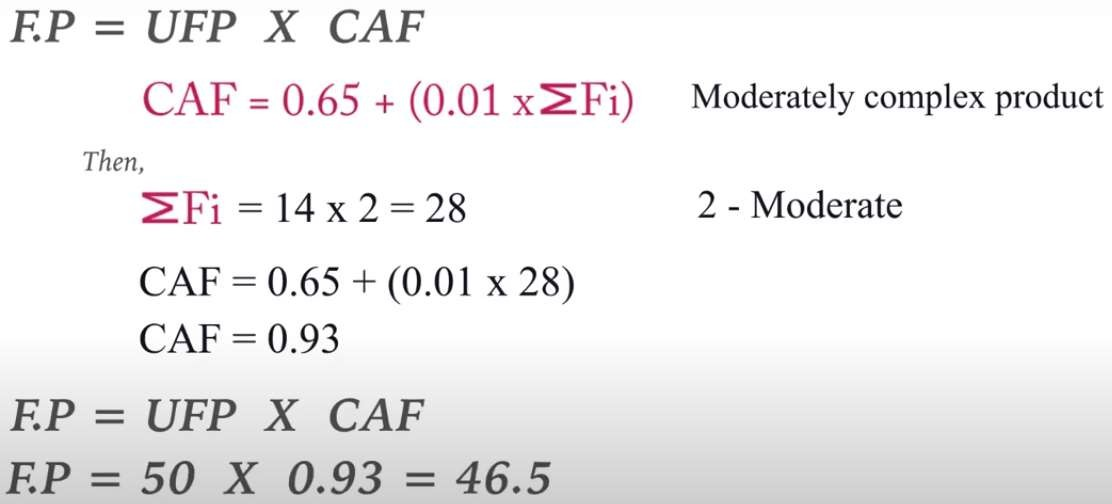 F.P = UFP X CAF
CAF = 0.65 + (0.01 x ΣFi) Moderately complex product
Then,
ΣFi = 14 x 2 = 28 2 - Moderate
CAF = 0.65 + (0.01 x 28)
CAF = 0.93
F.P = UFP X CAF
F.P = 50 X 0.93 = 46.5